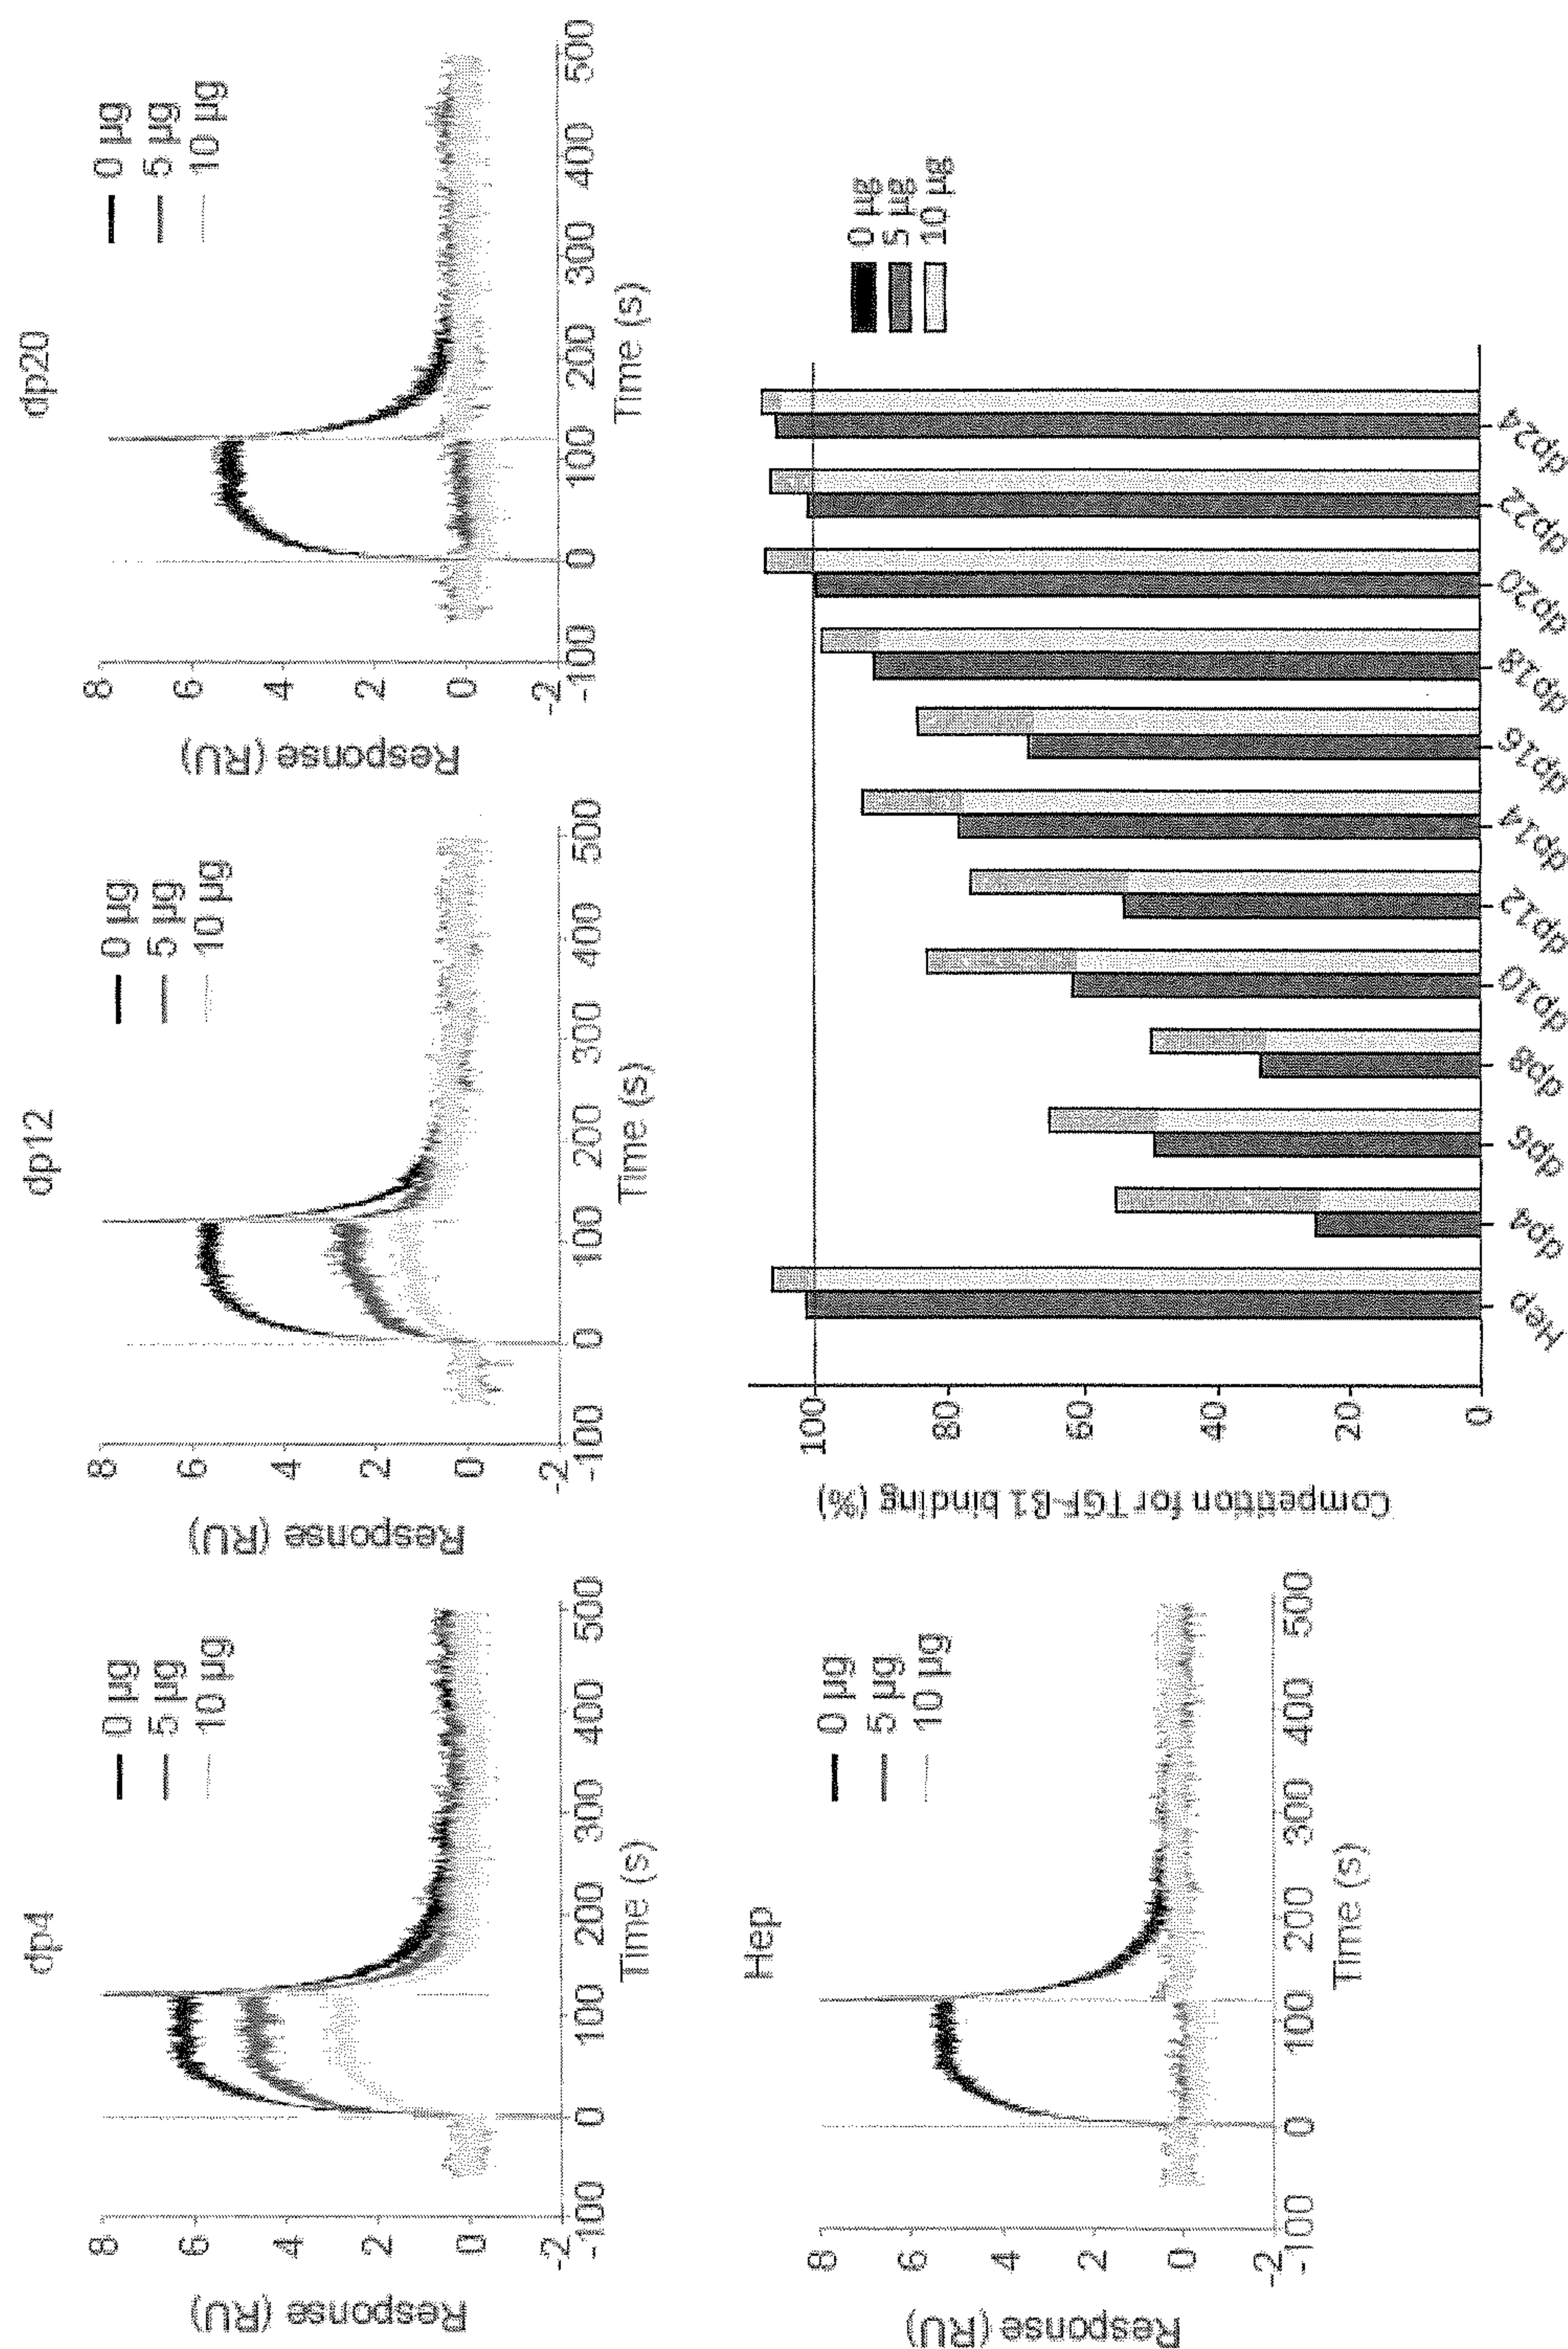 dp4
Response (RU)
8
6
4
2
0
-2
-100
0
100
200
300
400
500
Time (s)
0 µg
5 µg
10 µg
dp12
Response (RU)
8
6
4
2
0
-2
-100
0
100
200
300
400
500
Time (s)
0 µg
5 µg
10 µg
dp20
Response (RU)
8
6
4
2
0
-2
-100
0
100
200
300
400
500
Time (s)
0 µg
5 µg
10 µg
Hep
Response (RU)
8
6
4
2
0
-2
-100
0
100
200
300
400
500
Time (s)
0 µg
5 µg
10 µg
Competition for TGF-β1 binding (%)
100
80
60
40
20
0
Hep
dp4
dp6
dp8
dp10
dp12
dp14
dp16
dp18
dp20
dp22
dp24
0 µg
5 µg
10 µg